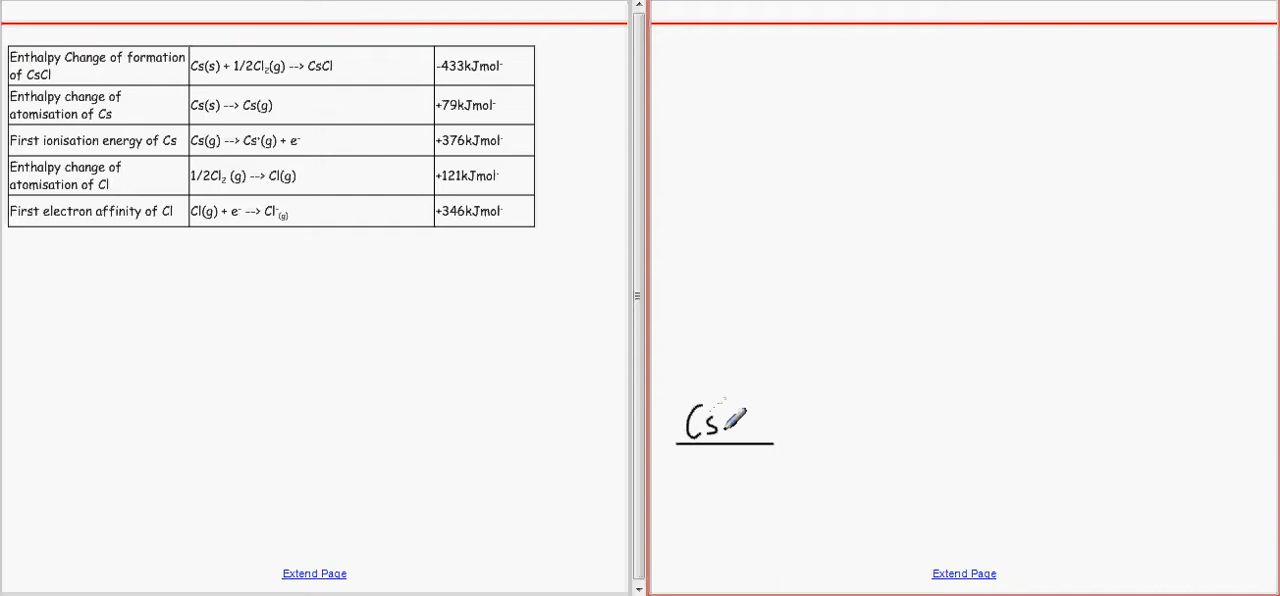 Enthalpy Change of formation
of CsCl
Cs(s) + 1/2Cl₂(g) --> CsCl
-433kJmol⁻
Enthalpy change of
atomisation of Cs
Cs(s) --> Cs(g)
+79kJmol⁻
First ionisation energy of Cs
Cs(g) --> Cs⁺(g) + e⁻
+376kJmol⁻
Enthalpy change of
atomisation of Cl
1/2Cl₂ (g) --> Cl(g)
+121kJmol⁻
First electron affinity of Cl
Cl(g) + e⁻ --> Cl⁻(g)
+346kJmol⁻
Extend Page
Cs
Extend Page